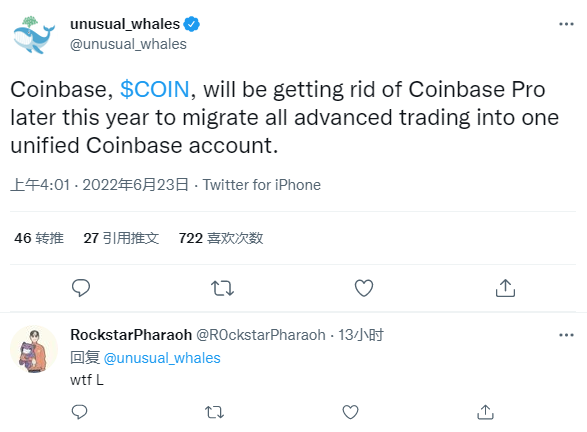 unusual_whales
@unusual_whales
Coinbase, $COIN, will be getting rid of Coinbase Pro
later this year to migrate all advanced trading into one
unified Coinbase account.
上午4:01 · 2022年6月23日 · Twitter for iPhone
46 转推 27 引用推文 722 喜欢次数
RockstarPharaoh @R0ckstarPharaoh · 13小时
回复 @unusual_whales
wtf L